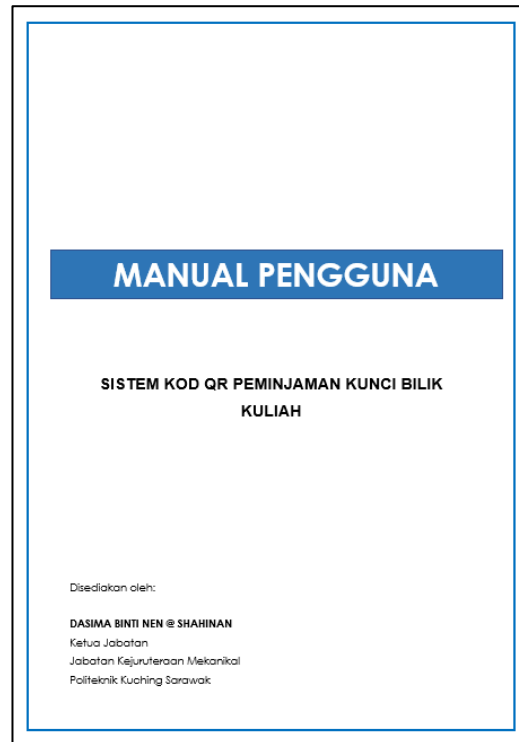 MANUAL PENGGUNA
SISTEM KOD QR PEMINJAMAN KUNCI BILIK
KULIAH
Disediakan oleh:
DASIMA BINTI NEN @ SHAHINAN
Ketua Jabatan
Jabatan Kejuruteraan Mekanikal
Politeknik Kuching Sarawak